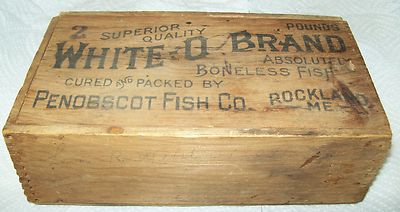 2 SUPERIOR QUALITY POUNDS
WHITE-O BRAND
ABSOLUTELY
BONELESS FISH
CURED AND PACKED BY
PENOBSCOT FISH CO. ROCKLAND, ME.